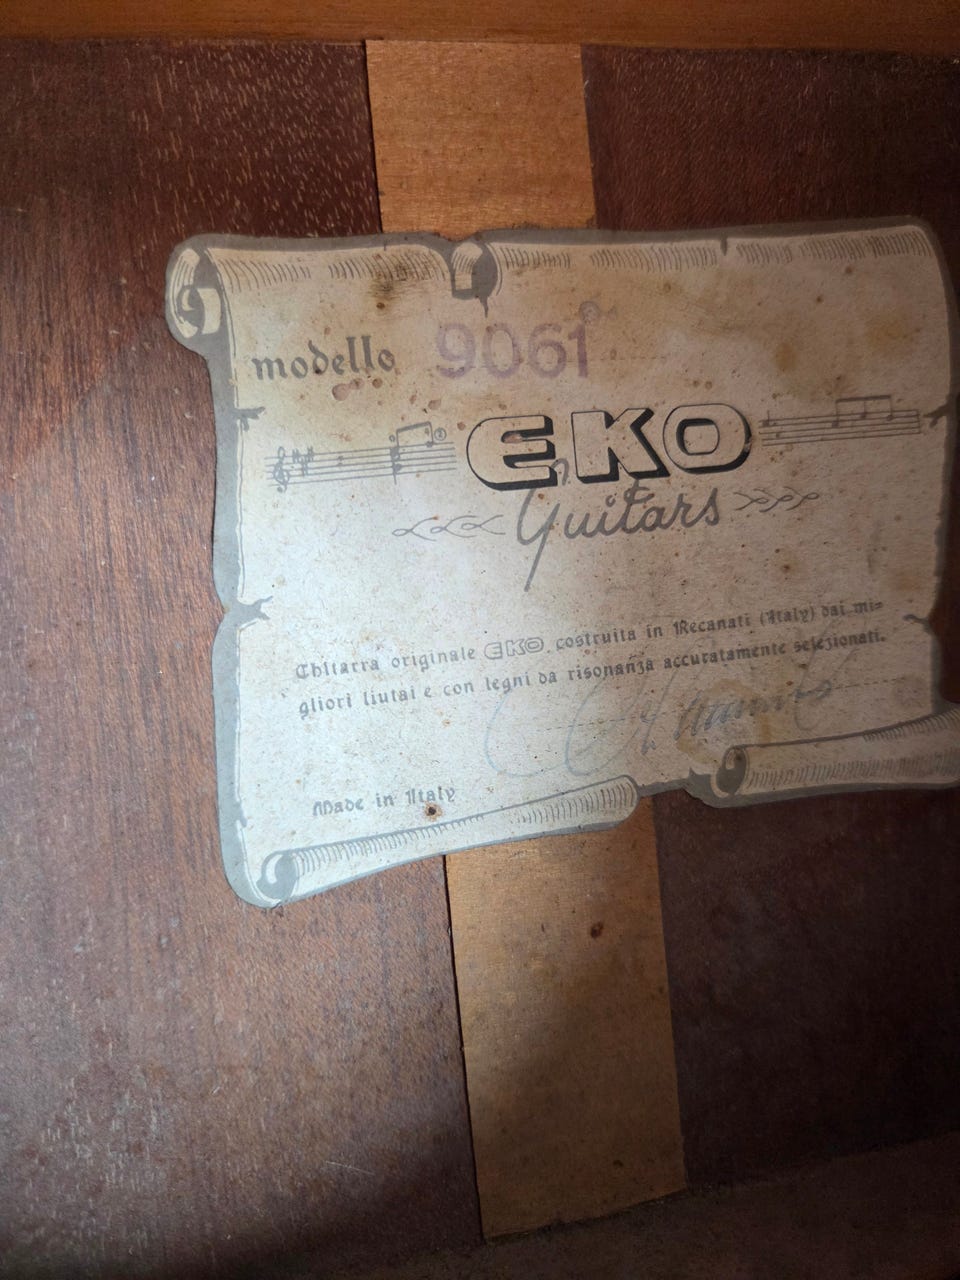 modello 9061
EKO
Guitars
Chitarra originale EKO costruita in Recanati (Italy) dai mi=
gliori liutai e con legni da risonanza accuratamente selezionati.
Made in Italy